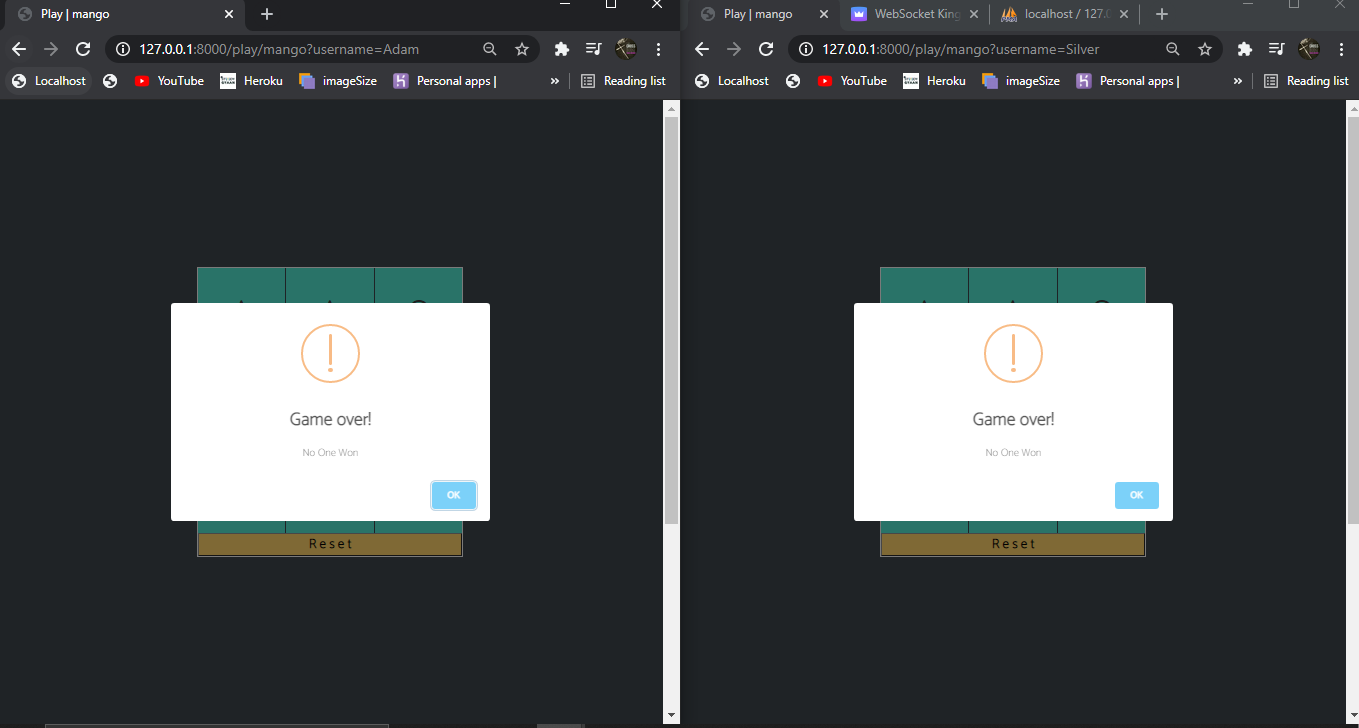 Play | mango
127.0.0.1:8000/play/mango?username=Adam
Localhost
YouTube
Heroku
imageSize
Personal apps |
»
Reading list
Game over!
No One Won
OK
Reset
Play | mango
WebSocket King
localhost / 127.0
127.0.0.1:8000/play/mango?username=Silver
Localhost
YouTube
Heroku
imageSize
Personal apps |
»
Reading list
Game over!
No One Won
OK
Reset